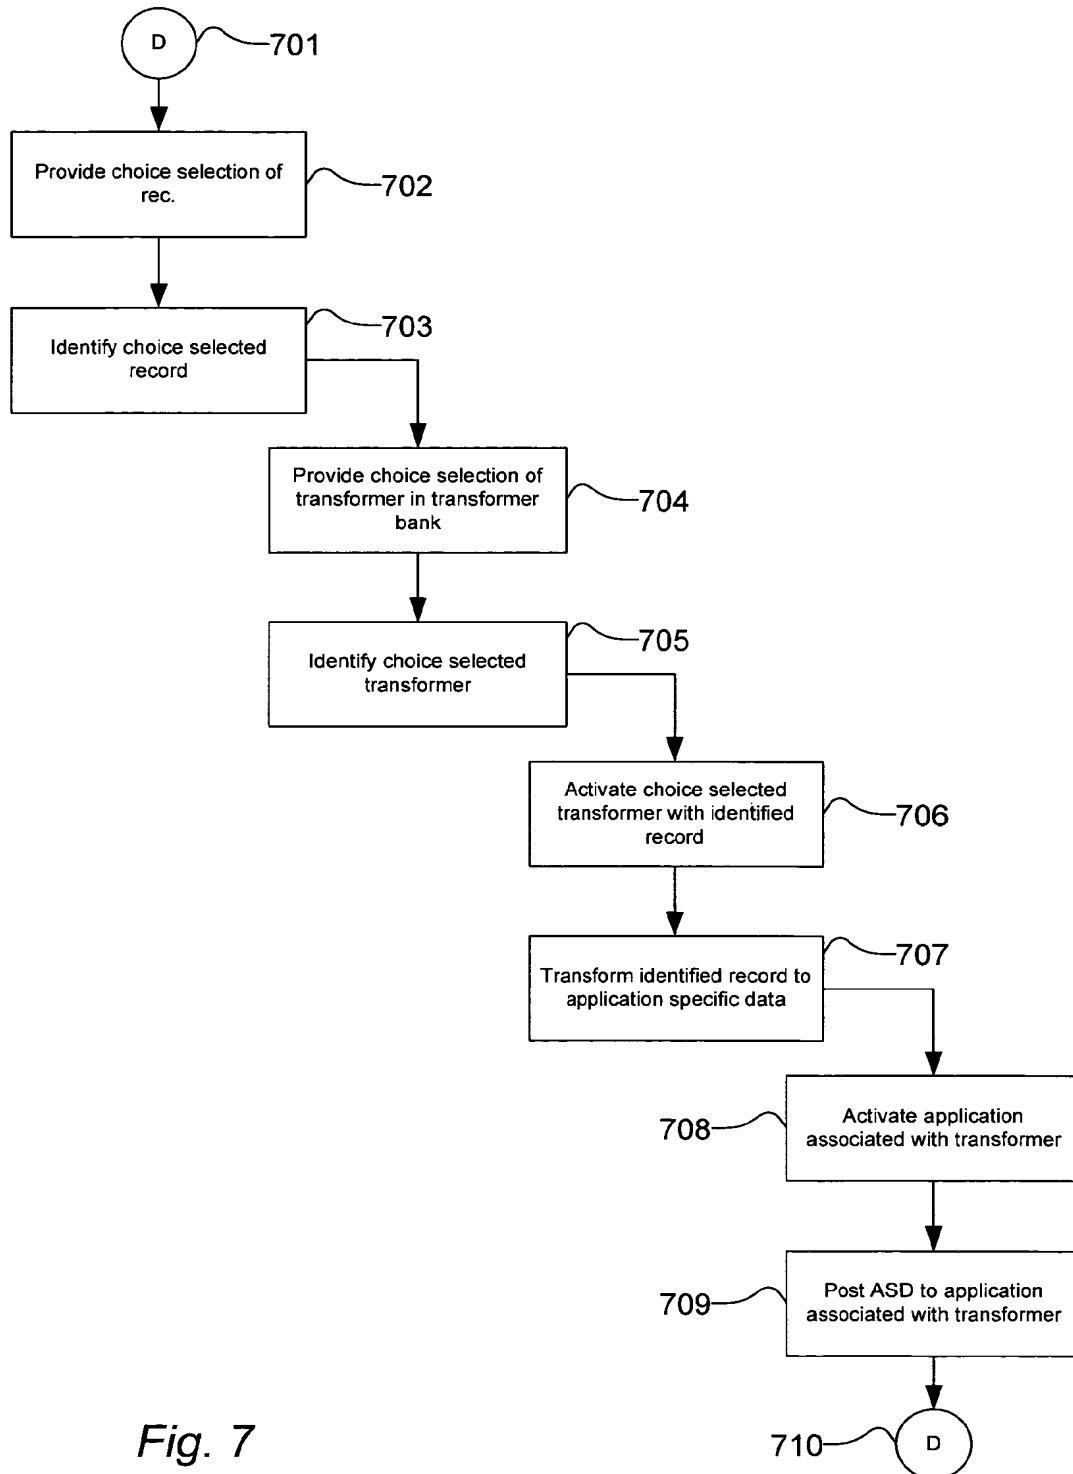 D
701
Provide choice selection of
rec.
702
Identify choice selected
record
703
Provide choice selection of
transformer in transformer
bank
704
Identify choice selected
transformer
705
Activate choice selected
transformer with identified
record
706
Transform identified record to
application specific data
707
Activate application
associated with transformer
708
Post ASD to application
associated with transformer
709
D
710
Fig. 7